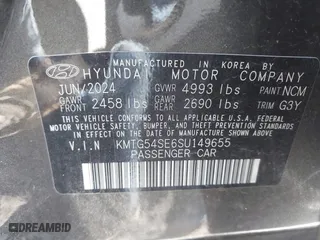 MANUFACTURED IN KOREA BY
HYUNDAI MOTOR COMPANY
JUN/2024 GVWR 4993 lbs PAINT NCM
GAWR FRONT 2458 lbs GAWR REAR 2690 lbs TRIM G3Y
THIS VEHICLE CONFORMS TO ALL APPLICABLE
FEDERAL MOTOR VEHICLE SAFETY, BUMPER, AND
THEFT PREVENTION STANDARDS IN EFFECT ON
THE DATE OF MANUFACTURE SHOWN ABOVE.
V.I.N KMTG54SE6SU149655
PASSENGER CAR
DREAMBID